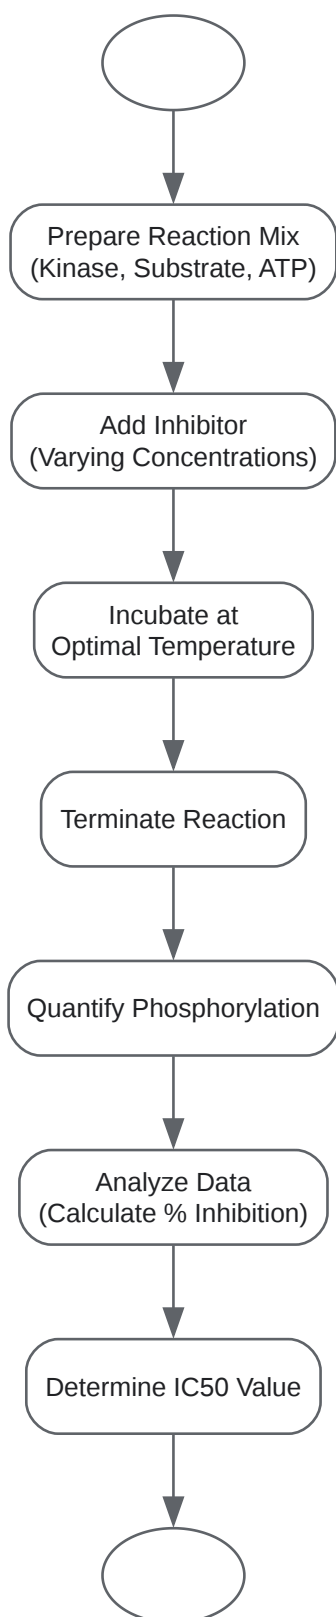 Prepare Reaction Mix
(Kinase, Substrate, ATP)
Add Inhibitor
(Varying Concentrations)
Incubate at
Optimal Temperature
Terminate Reaction
Quantify Phosphorylation
Analyze Data
(Calculate % Inhibition)
Determine IC50 Value